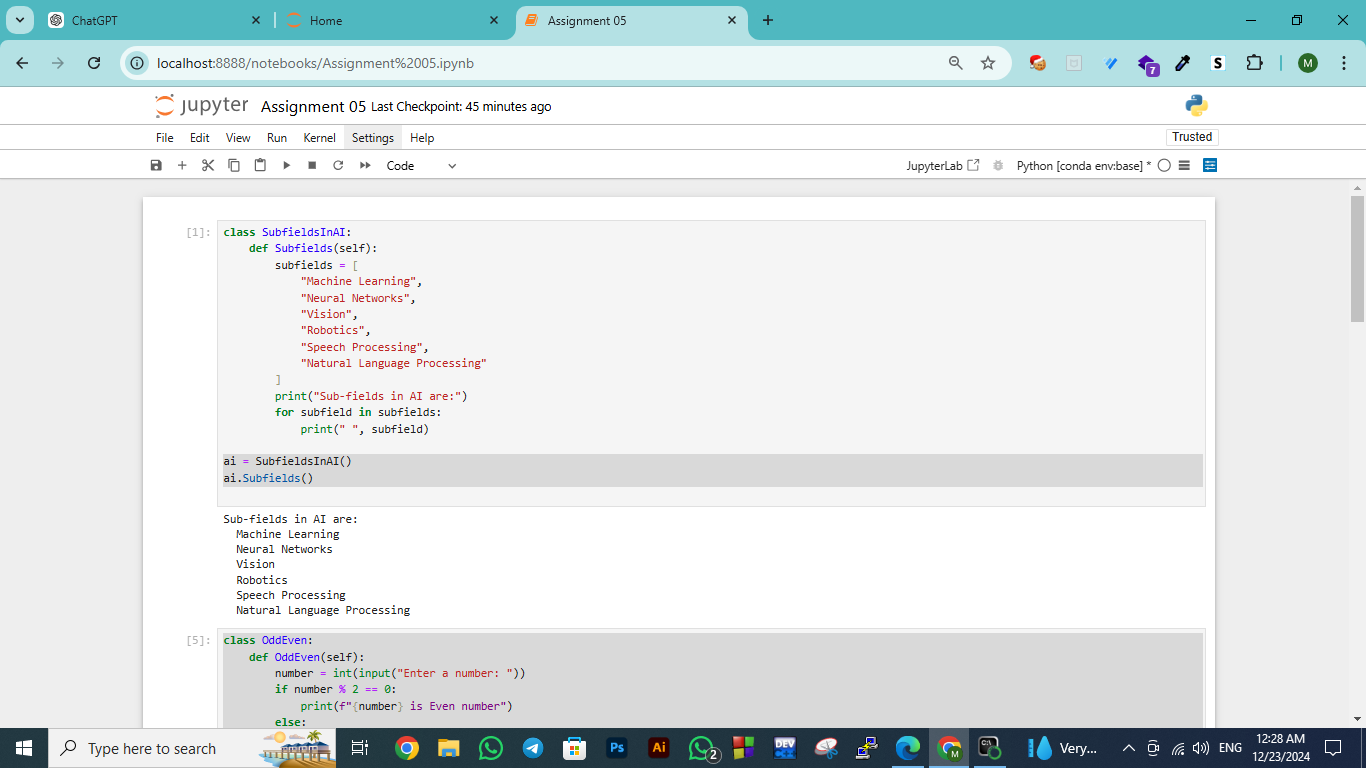 ChatGPT
Home
Assignment 05
localhost:8888/notebooks/Assignment%2005.ipynb
7
S
M
jupyter Assignment 05 Last Checkpoint: 45 minutes ago
File Edit View Run Kernel Settings Help
Trusted
Code
JupyterLab
Python [conda env:base] *
[1]:
class SubfieldsInAI:
    def Subfields(self):
        subfields = [
            "Machine Learning",
            "Neural Networks",
            "Vision",
            "Robotics",
            "Speech Processing",
            "Natural Language Processing"
        ]
        print("Sub-fields in AI are:")
        for subfield in subfields:
            print(" ", subfield)
ai = SubfieldsInAI()
ai.Subfields()
Sub-fields in AI are:
  Machine Learning
  Neural Networks
  Vision
  Robotics
  Speech Processing
  Natural Language Processing
[5]:
class OddEven:
    def OddEven(self):
        number = int(input("Enter a number: "))
        if number % 2 == 0:
            print(f"{number} is Even number")
        else:
Type here to search
Ps
Ai
2
DEV
M
Very...
ENG
12:28 AM
12/23/2024